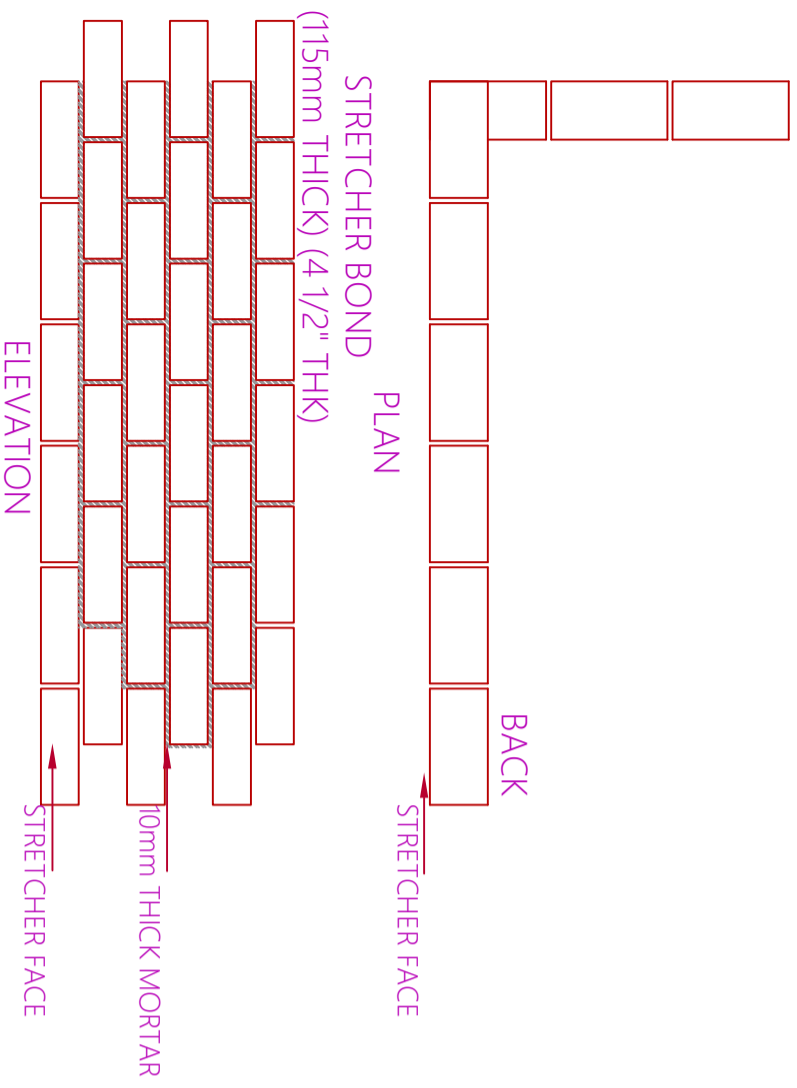 BACK
STRETCHER FACE
PLAN
STRETCHER BOND
(115mm THICK) (4 1/2" THK)
10mm THICK MORTAR
STRETCHER FACE
ELEVATION